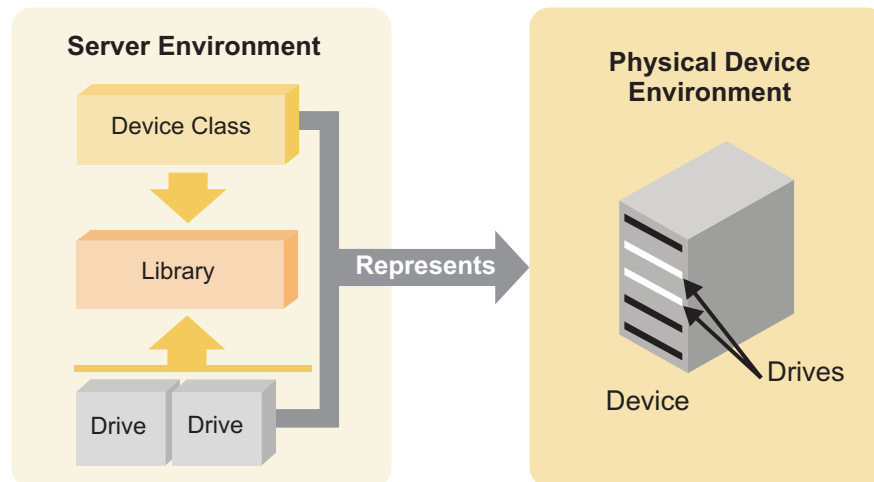 Server Environment
Device Class
Library
Drive
Drive
Represents
Physical Device
Environment
Drives
Device